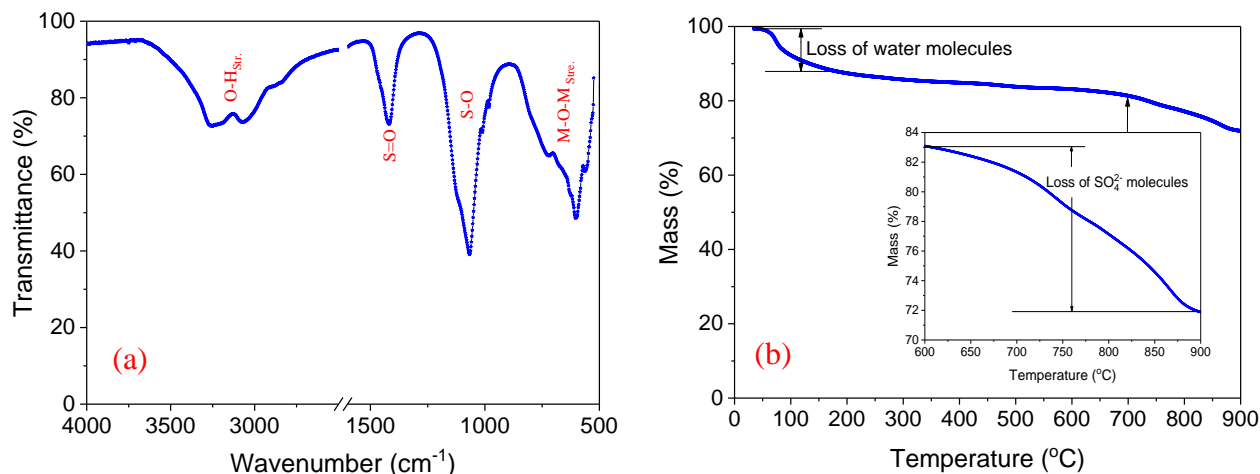 100
80
60
40
20
0
Transmittance (%)
O-H Str.
S=O
S-O
M-O-M Stre.
(a)
4000 3500 3000 1500 1000 500
Wavenumber (cm-1)
100
80
60
40
20
0
Mass (%)
Loss of water molecules
84
82
80
78
76
74
72
70
Mass (%)
Loss of SO42- molecules
600 650 700 750 800 850 900
Temperature (oC)
(b)
0 100 200 300 400 500 600 700 800 900
Temperature (oC)